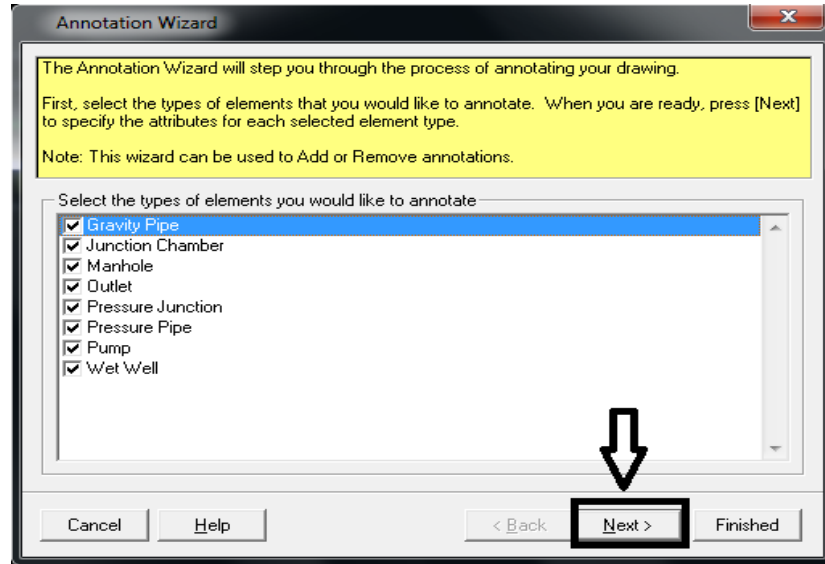 Annotation Wizard
The Annotation Wizard will step you through the process of annotating your drawing.
First, select the types of elements that you would like to annotate.  When you are ready, press [Next]
to specify the attributes for each selected element type.
Note: This wizard can be used to Add or Remove annotations.
Select the types of elements you would like to annotate
Gravity Pipe
Junction Chamber
Manhole
Outlet
Pressure Junction
Pressure Pipe
Pump
Wet Well
Cancel Help < Back Next > Finished